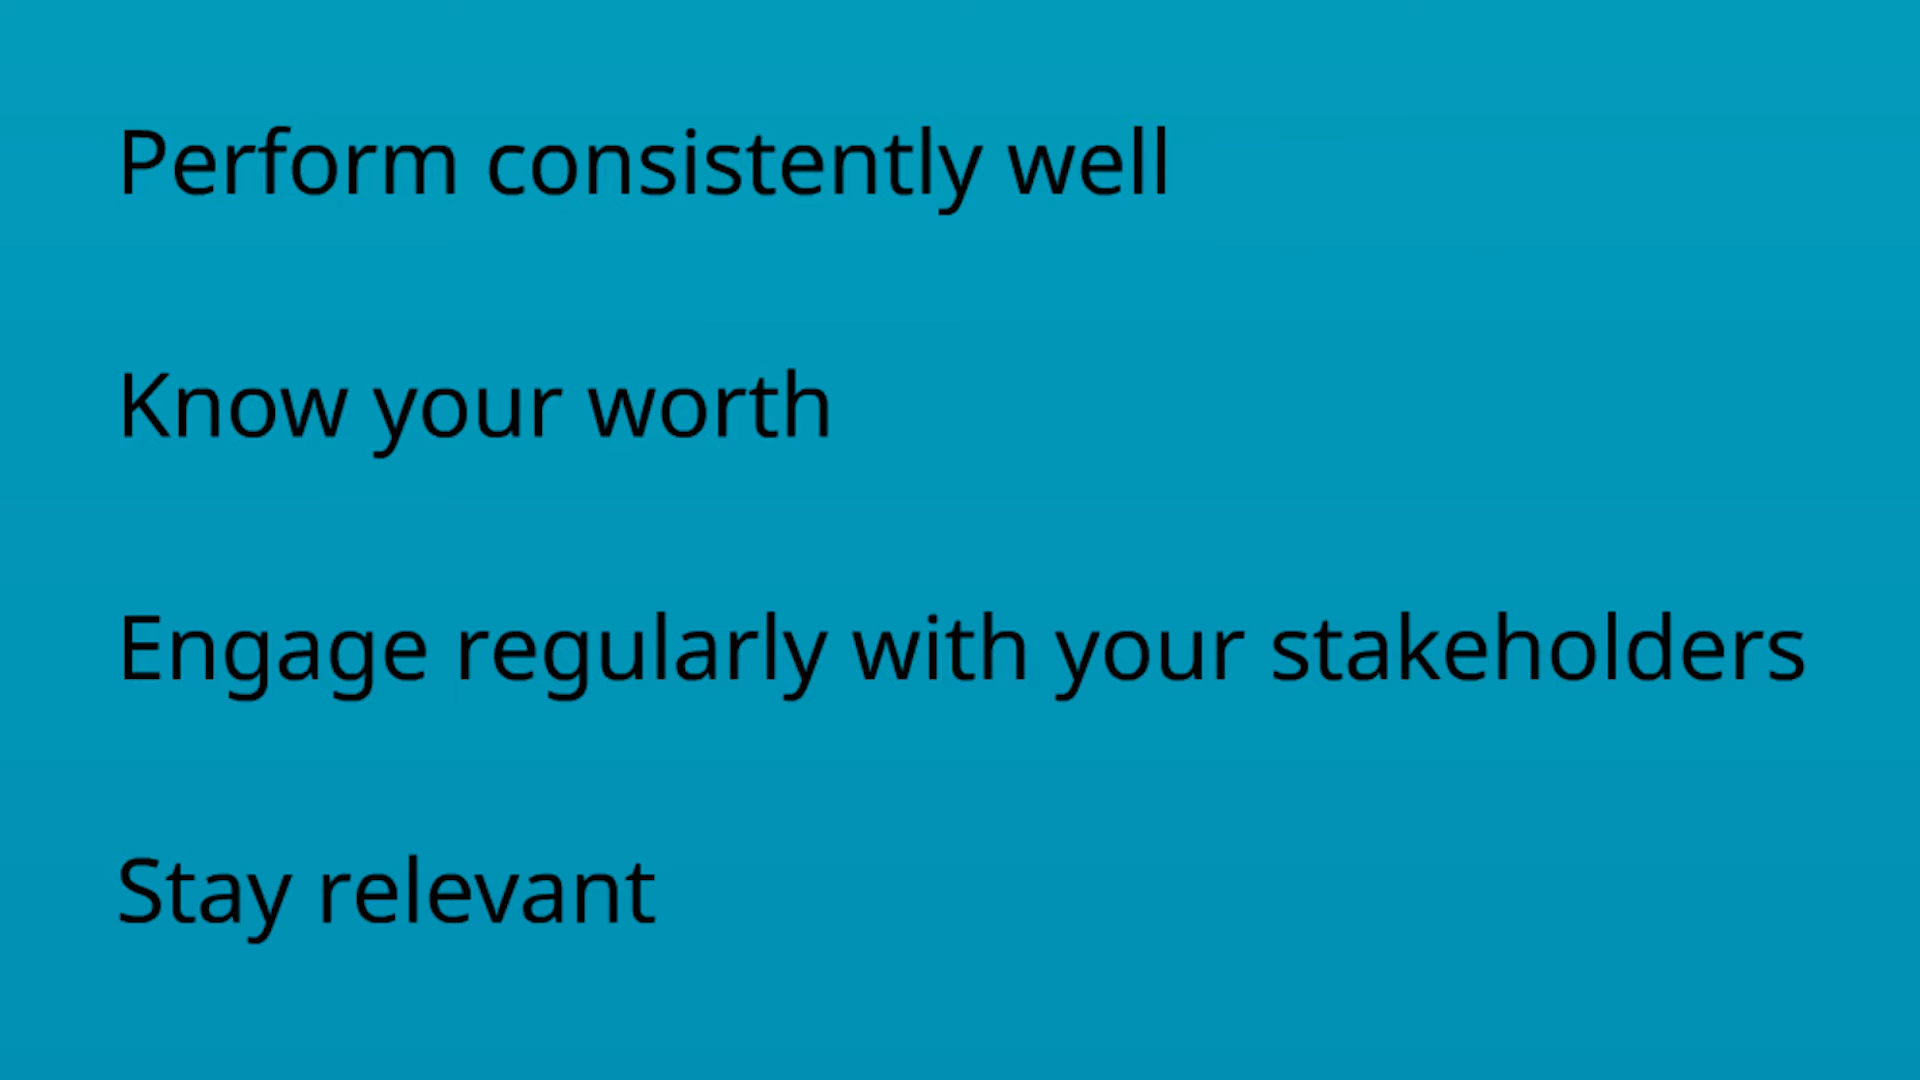 Perform consistently well
Know your worth
Engage regularly with your stakeholders
Stay relevant